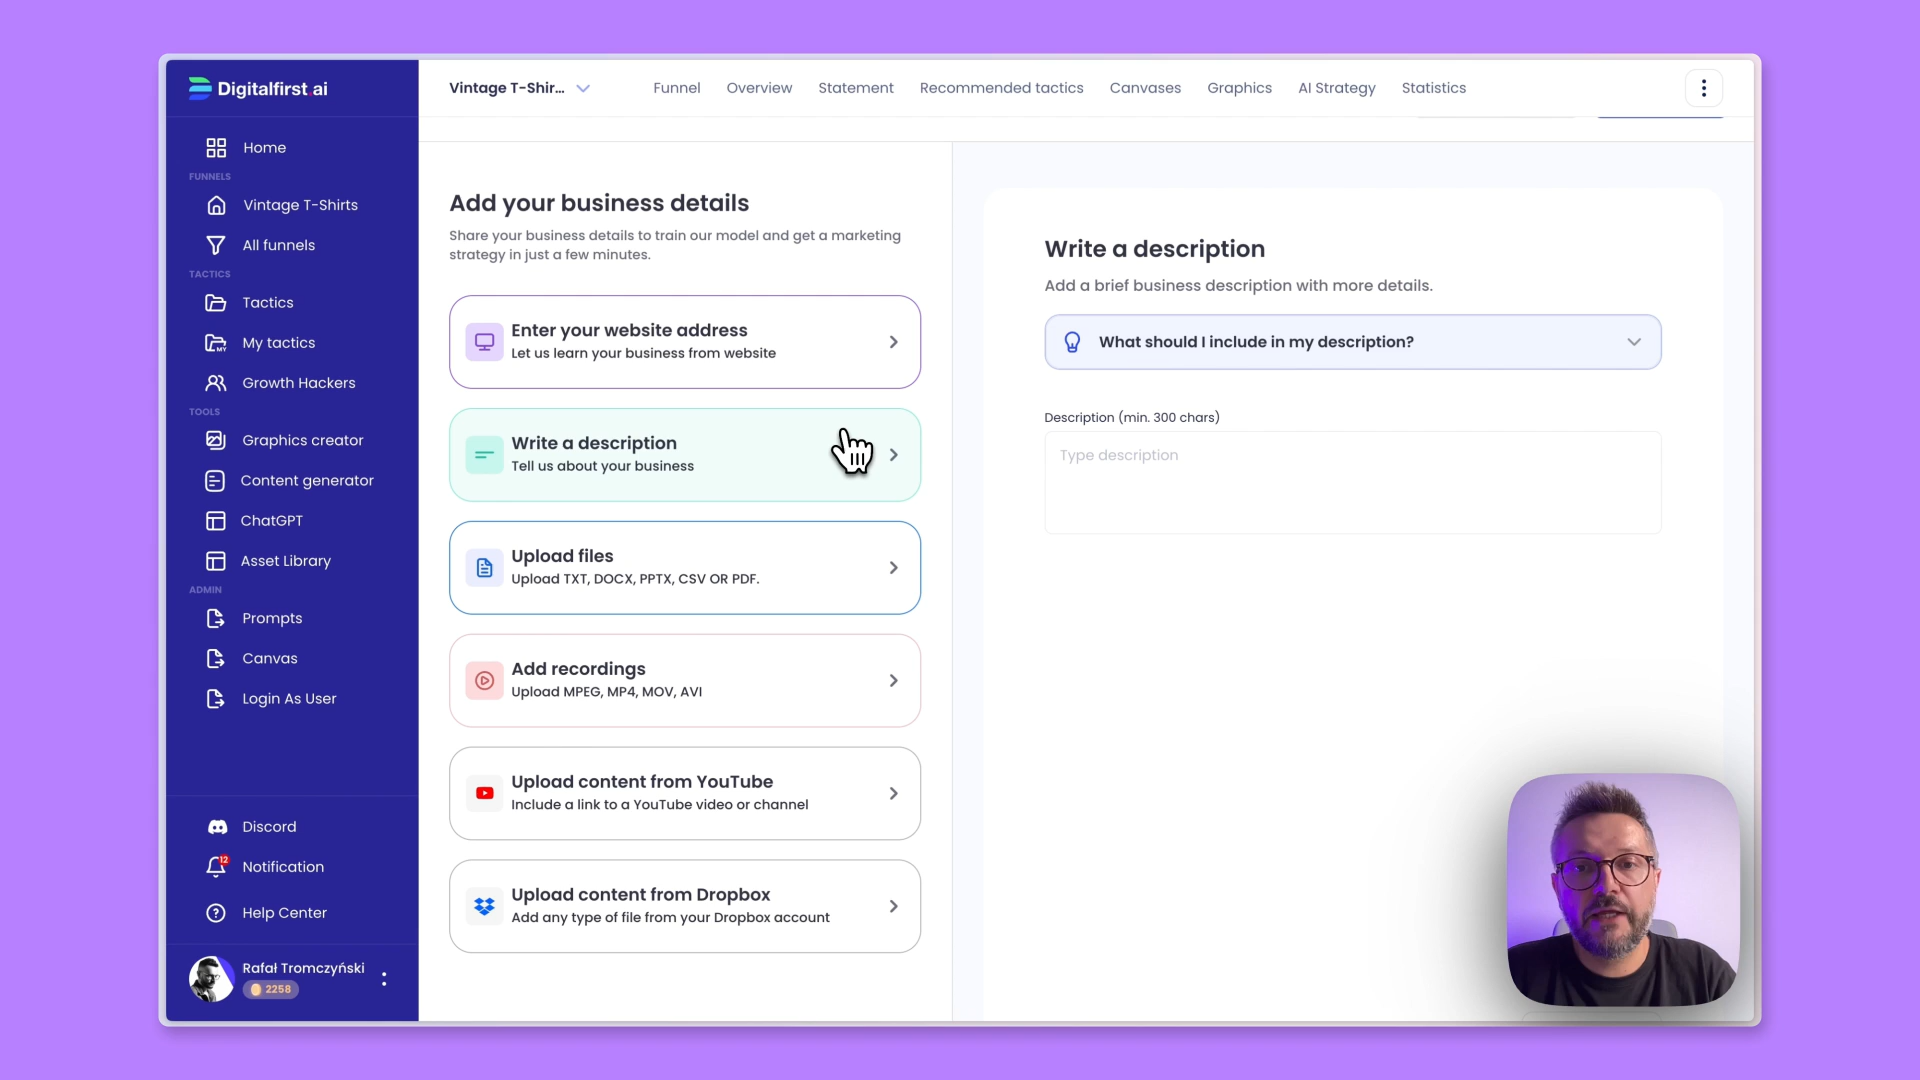 Digitalfirst.ai
Vintage T-Shir...
Funnel
Overview
Statement
Recommended tactics
Canvases
Graphics
AI Strategy
Statistics
Home
FUNNELS
Vintage T-Shirts
All funnels
TACTICS
Tactics
MY
My tactics
Growth Hackers
TOOLS
Graphics creator
Content generator
ChatGPT
Asset Library
ADMIN
Prompts
Canvas
Login As User
Discord
12
Notification
Help Center
Rafał Tromczyński
2258
Add your business details
Share your business details to train our model and get a marketing
strategy in just a few minutes.
Enter your website address
Let us learn your business from website
Write a description
Tell us about your business
Upload files
Upload TXT, DOCX, PPTX, CSV OR PDF.
Add recordings
Upload MPEG, MP4, MOV, AVI
Upload content from YouTube
Include a link to a YouTube video or channel
Upload content from Dropbox
Add any type of file from your Dropbox account
Write a description
Add a brief business description with more details.
What should I include in my description?
Description (min. 300 chars)
Type description